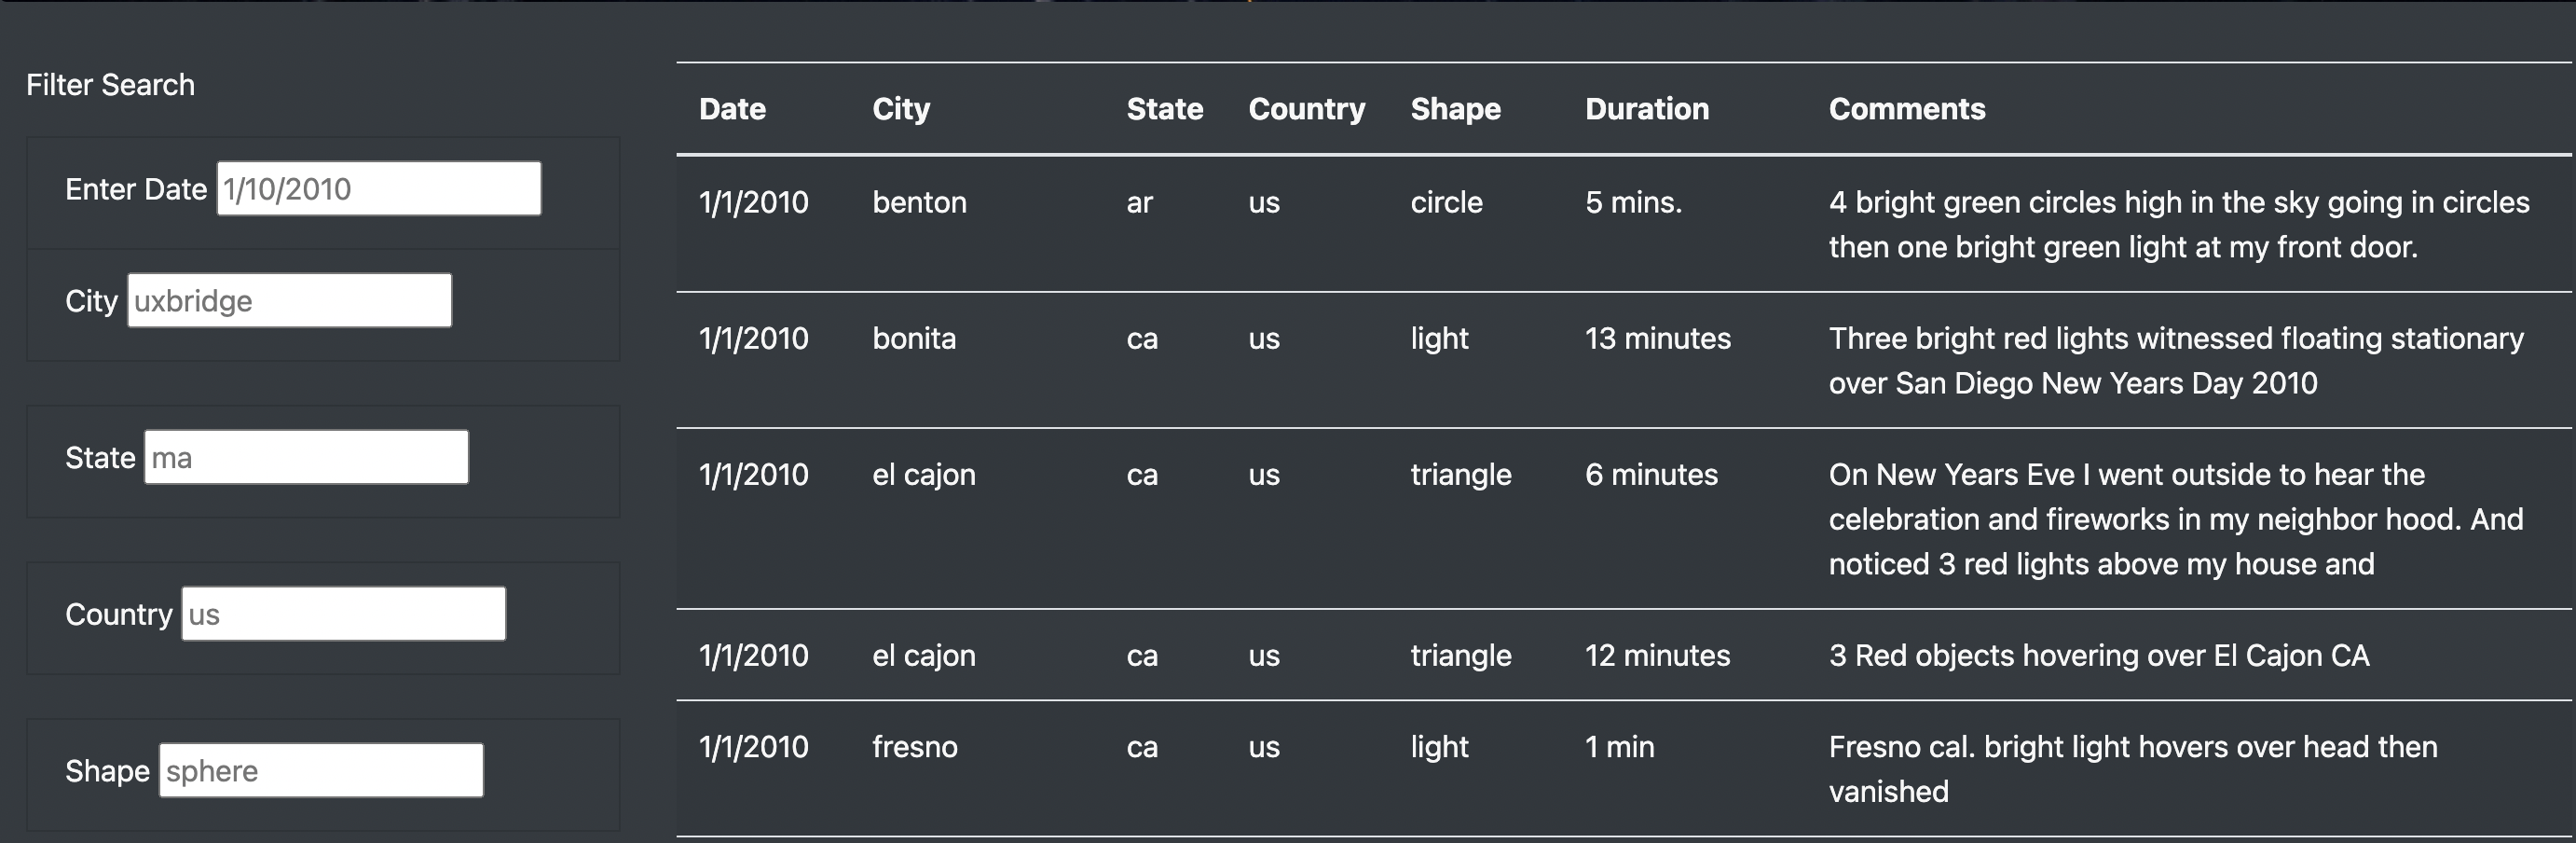 Filter Search
Enter Date 1/10/2010
City uxbridge
State ma
Country us
Shape sphere
Date City State Country Shape Duration Comments
1/1/2010 benton ar us circle 5 mins. 4 bright green circles high in the sky going in circles
then one bright green light at my front door.
1/1/2010 bonita ca us light 13 minutes Three bright red lights witnessed floating stationary
over San Diego New Years Day 2010
1/1/2010 el cajon ca us triangle 6 minutes On New Years Eve I went outside to hear the
celebration and fireworks in my neighbor hood. And
noticed 3 red lights above my house and
1/1/2010 el cajon ca us triangle 12 minutes 3 Red objects hovering over El Cajon CA
1/1/2010 fresno ca us light 1 min Fresno cal. bright light hovers over head then
vanished